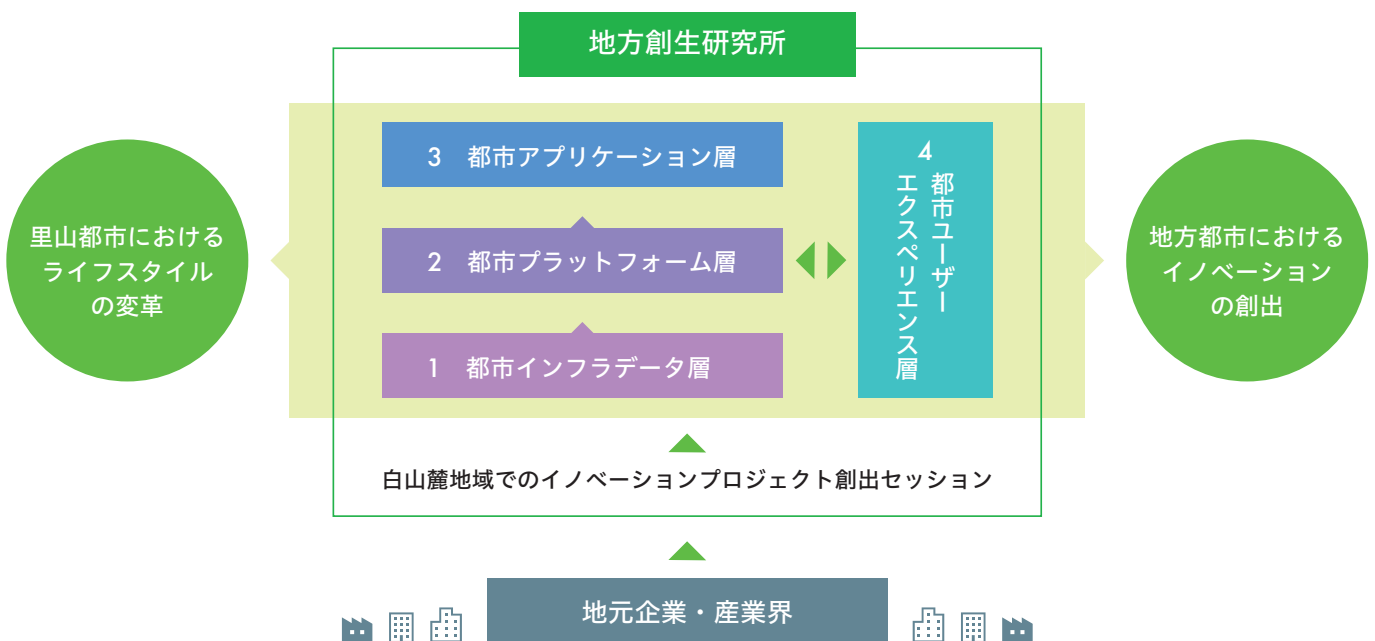 地方創生研究所
里山都市における
ライフスタイル
の変革
3 都市アプリケーション層
2 都市プラットフォーム層
1 都市インフラデータ層
4
都市ユーザー
エクスペリエンス層
地方都市における
イノベーション
の創出
白山麓地域でのイノベーションプロジェクト創出セッション
地元企業・産業界